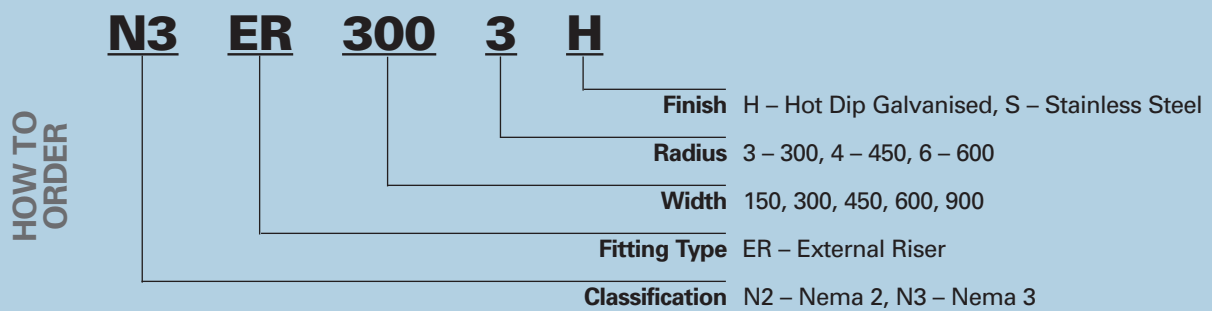 N3 ER 300 3 H
HOW TO
ORDER
Finish H – Hot Dip Galvanised, S – Stainless Steel
Radius 3 – 300, 4 – 450, 6 – 600
Width 150, 300, 450, 600, 900
Fitting Type ER – External Riser
Classification N2 – Nema 2, N3 – Nema 3